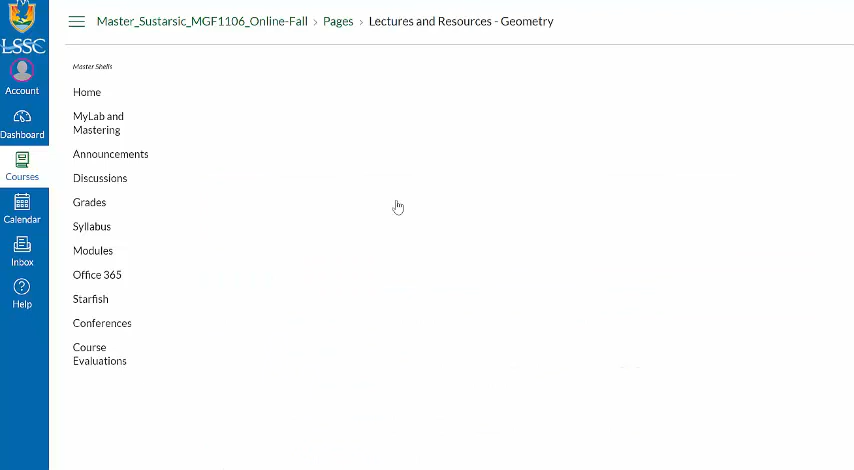 LSSC
Account
Dashboard
Courses
Calendar
Inbox
Help
Master_Sustarsic_MGF1106_Online-Fall › Pages › Lectures and Resources - Geometry
Master Shells
Home
MyLab and
Mastering
Announcements
Discussions
Grades
Syllabus
Modules
Office 365
Starfish
Conferences
Course
Evaluations